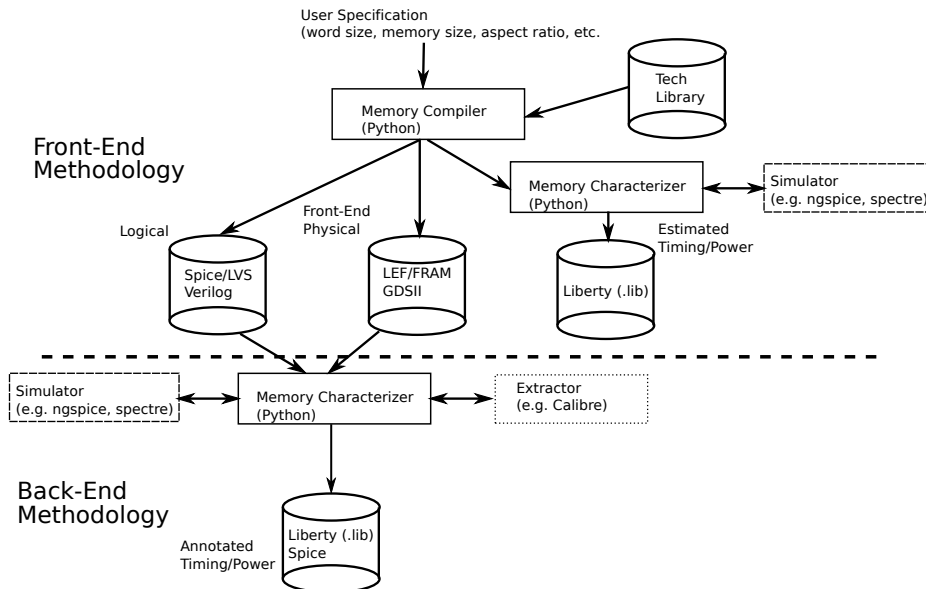 User Specification
(word size, memory size, aspect ratio, etc.
Tech
Library
Memory Compiler
(Python)
Front-End
Methodology
Memory Characterizer
(Python)
Simulator
(e.g. ngspice, spectre)
Front-End
Physical
Logical
Estimated
Timing/Power
Spice/LVS
Verilog
LEF/FRAM
GDSII
Liberty (.lib)
Simulator
(e.g. ngspice, spectre)
Memory Characterizer
(Python)
Extractor
(e.g. Calibre)
Back-End
Methodology
Annotated
Timing/Power
Liberty (.lib)
Spice